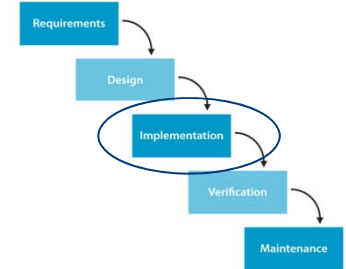 Requirements
Design
Implementation
Verification
Maintenance